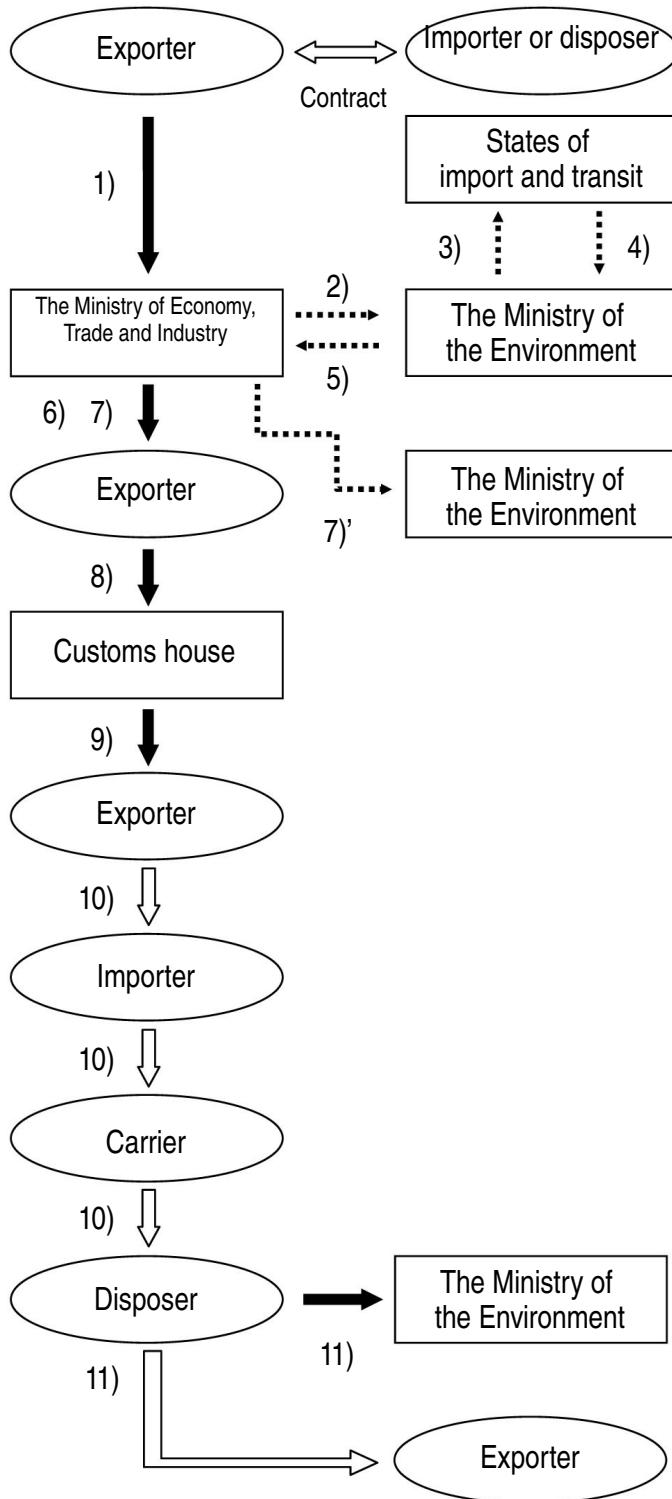 Exporter
Importer or disposer
Contract
States of
import and transit
1)
3)
4)
The Ministry of Economy,
Trade and Industry
2)
5)
The Ministry of
the Environment
6) 7)
7)’
Exporter
The Ministry of
the Environment
8)
Customs house
9)
Exporter
10)
Importer
10)
Carrier
10)
Disposer
11)
The Ministry of
the Environment
11)
Exporter